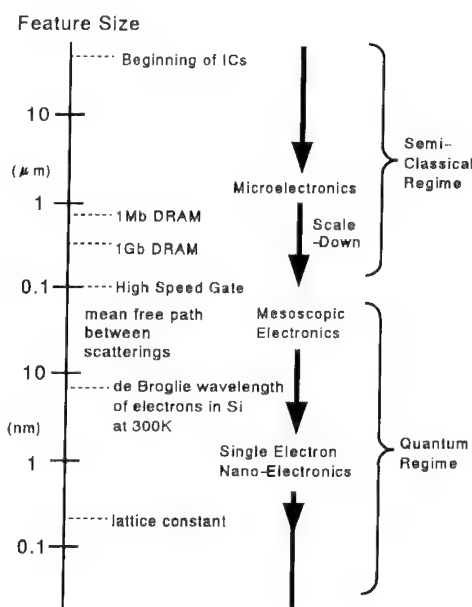 Feature Size
Beginning of ICs
10
(μm)
Microelectronics
Semi-
Classical
Regime
1
1Mb DRAM
Scale
-Down
1Gb DRAM
0.1
High Speed Gate
mean free path
between
scatterings
Mesoscopic
Electronics
10
de Broglie wavelength
of electrons in Si
at 300K
(nm)
1
Single Electron
Nano-Electronics
Quantum
Regime
lattice constant
0.1